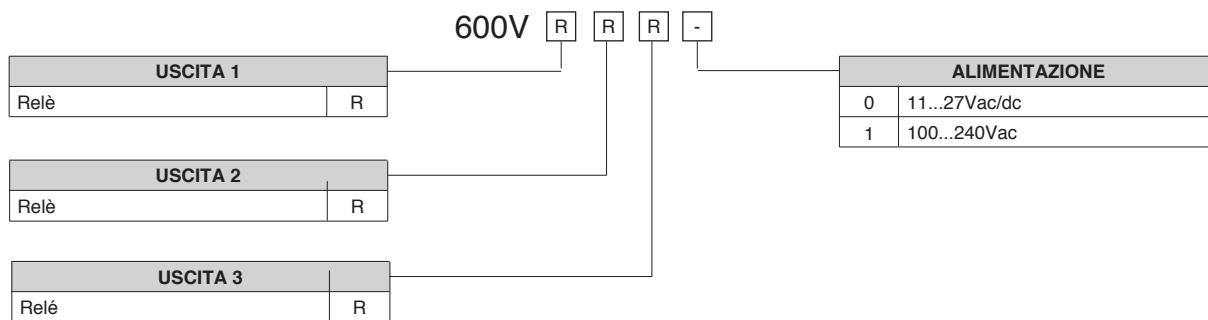 600V R R R -
USCITA 1
Relè R
ALIMENTAZIONE
0 11...27Vac/dc
1 100...240Vac
USCITA 2
Relè R
USCITA 3
Relé R